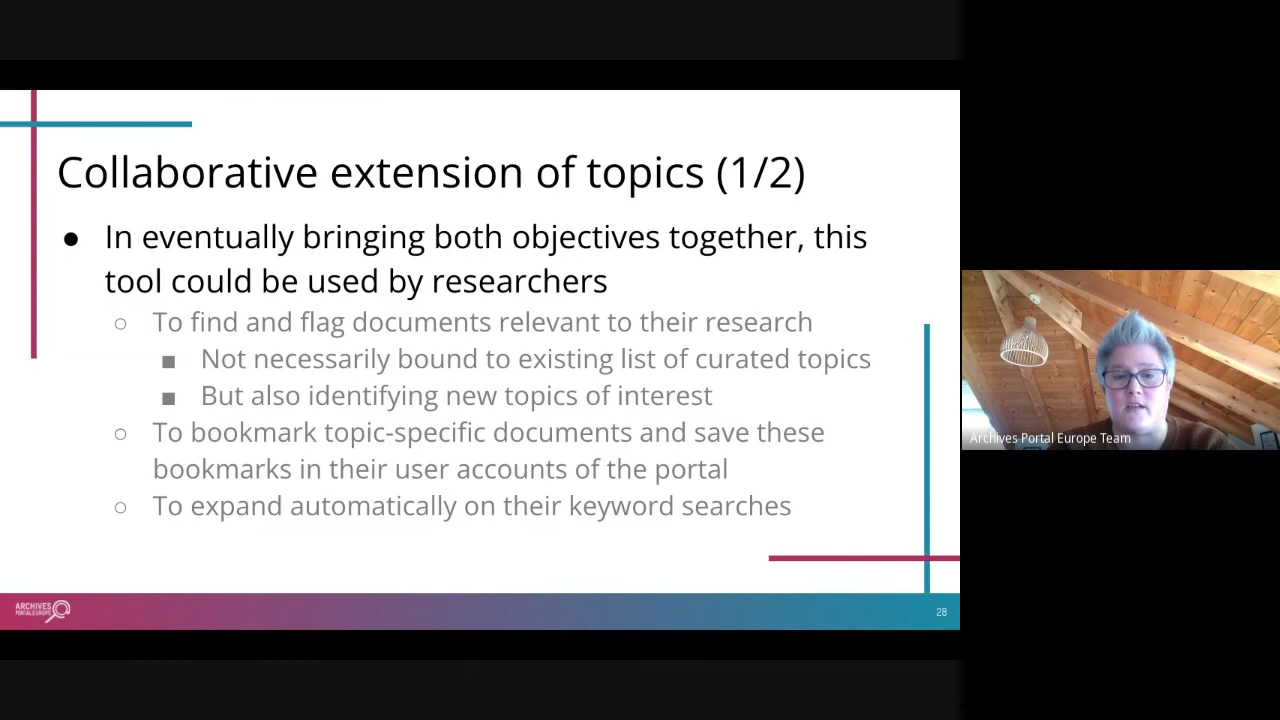 Collaborative extension of topics (1/2)
● In eventually bringing both objectives together, this
tool could be used by researchers
○ To find and flag documents relevant to their research
■ Not necessarily bound to existing list of curated topics
■ But also identifying new topics of interest
○ To bookmark topic-specific documents and save these
bookmarks in their user accounts of the portal
○ To expand automatically on their keyword searches
Archives Portal Europe Team
ARCHIVES
PORTAL EUROPE
28